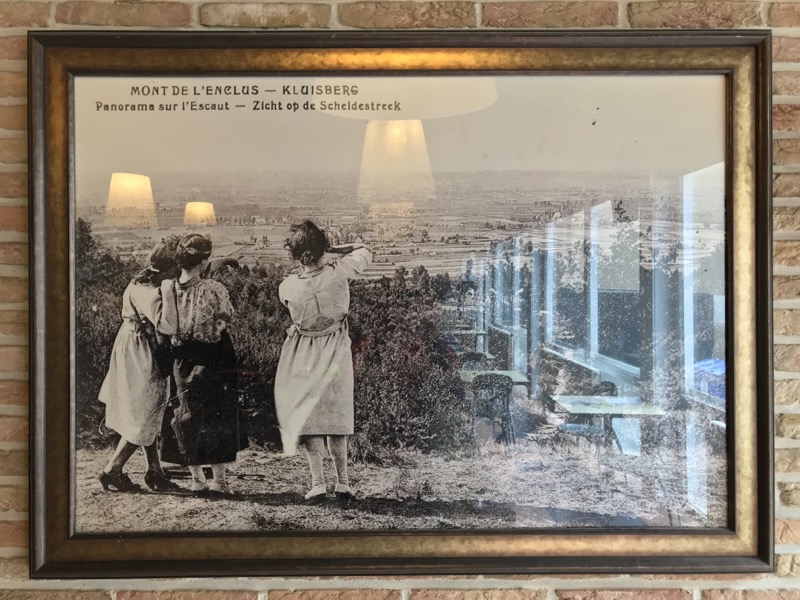 MONT DE L'ENCLUS — KLUISBERG
Panorama sur l'Escaut — Zicht op de Scheldestreek